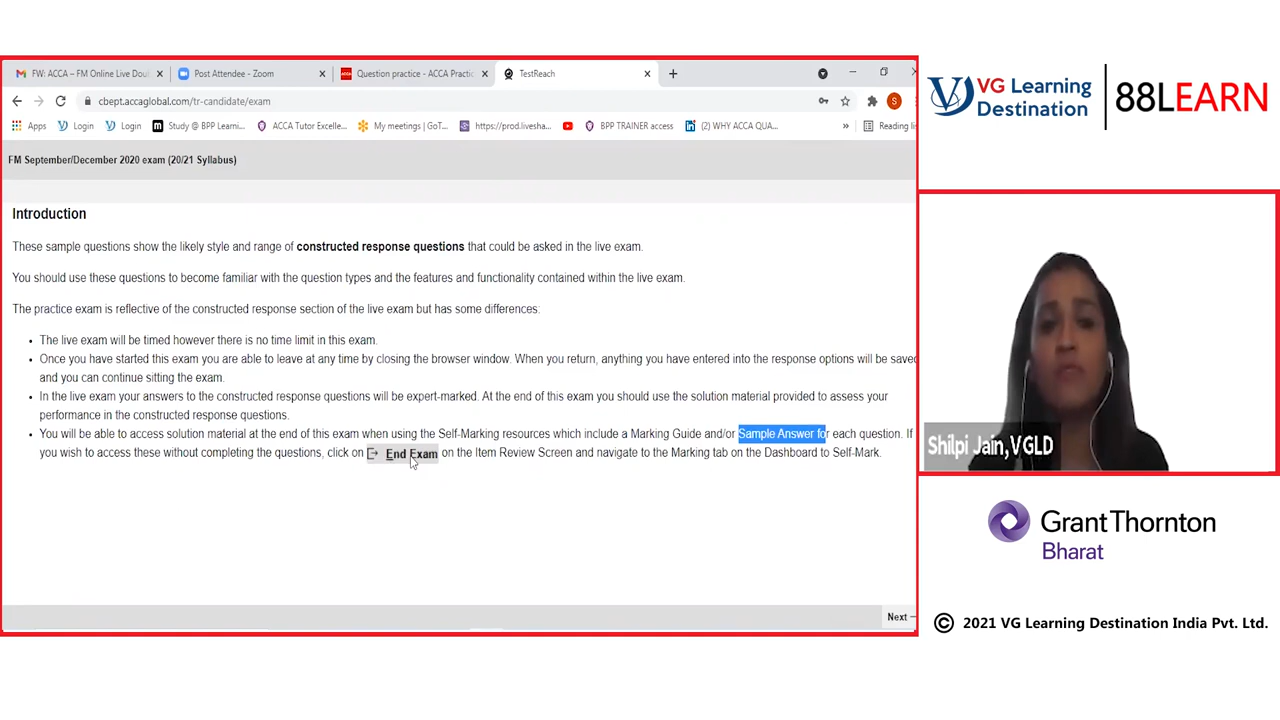 FW: ACCA – FM Online Live Dou
Post Attendee - Zoom
Question practice - ACCA Practic
TestReach
cbept.accaglobal.com/tr-candidate/exam
S
Apps
Login
Login
Study @ BPP Learni...
ACCA Tutor Excelle...
My meetings | GoT...
https://prod.livesha...
BPP TRAINER access
(2) WHY ACCA QUA...
»
Reading lis
FM September/December 2020 exam (20/21 Syllabus)
Introduction
These sample questions show the likely style and range of constructed response questions that could be asked in the live exam.
You should use these questions to become familiar with the question types and the features and functionality contained within the live exam.
The practice exam is reflective of the constructed response section of the live exam but has some differences:
• The live exam will be timed however there is no time limit in this exam.
• Once you have started this exam you are able to leave at any time by closing the browser window. When you return, anything you have entered into the response options will be saved
and you can continue sitting the exam.
• In the live exam your answers to the constructed response questions will be expert-marked. At the end of this exam you should use the solution material provided to assess your
performance in the constructed response questions.
• You will be able to access solution material at the end of this exam when using the Self-Marking resources which include a Marking Guide and/or Sample Answer for each question. If
you wish to access these without completing the questions, click on End Exam on the Item Review Screen and navigate to the Marking tab on the Dashboard to Self-Mark.
Next
VG Learning
Destination
88LEARN
Shilpi Jain,VGLD
Grant Thornton
Bharat
© 2021 VG Learning Destination India Pvt. Ltd.